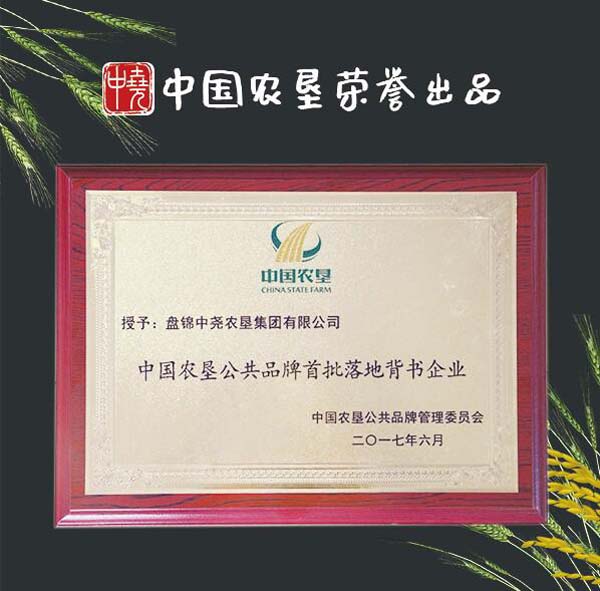 中尧
中国农垦荣誉出品
中国农垦
CHINA STATE FARM
授予：盘锦中尧农垦集团有限公司
中国农垦公共品牌首批落地背书企业
中国农垦公共品牌管理委员会
二〇一七年六月